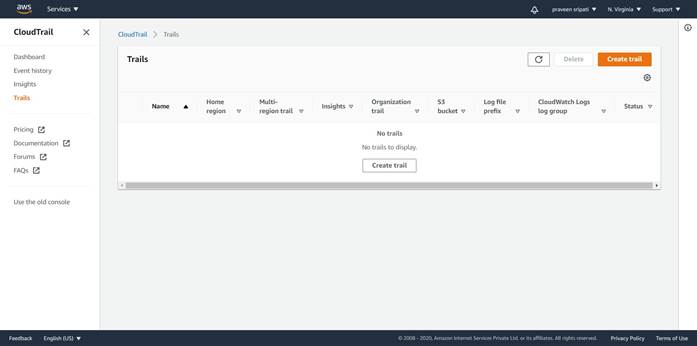 aws Services praveen sripati N. Virginia Support
CloudTrail
Dashboard
Event history
Insights
Trails
Pricing
Documentation
Forums
FAQs
Use the old console
CloudTrail Trails
Trails
Delete Create trail
Name
Home region
Multi-region trail
Insights
Organization trail
S3 bucket
Log file prefix
CloudWatch Logs log group
Status
No trails
No trails to display.
Create trail
Feedback English (US) © 2008 - 2020, Amazon Internet Services Private Ltd. or its affiliates. All rights reserved. Privacy Policy Terms of Use